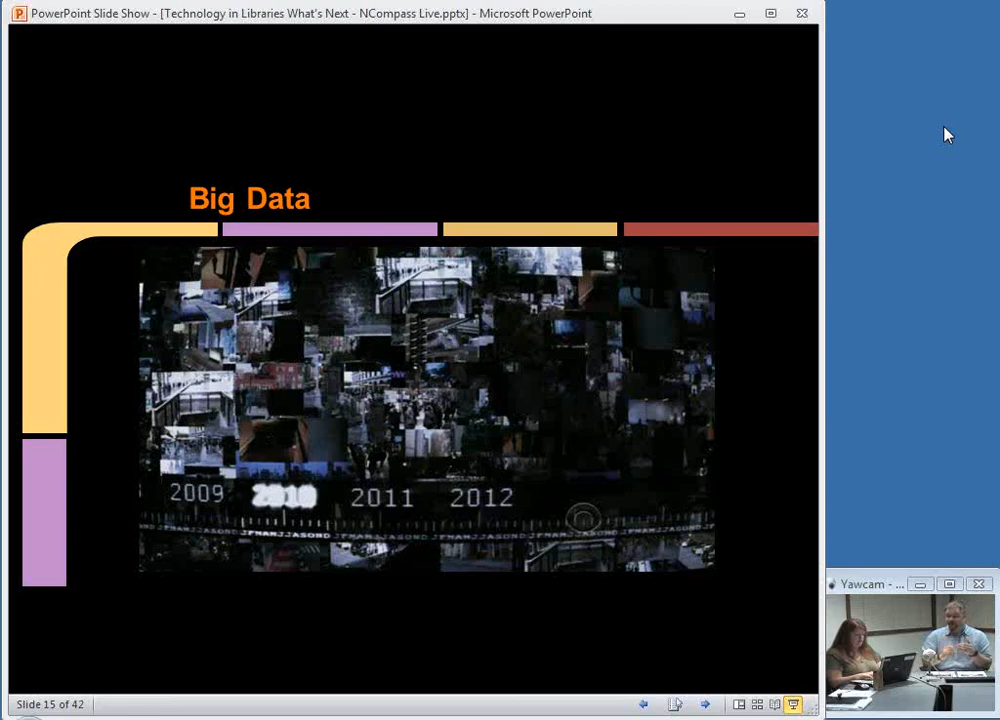 PowerPoint Slide Show - [Technology in Libraries What's Next - NCompass Live.pptx] - Microsoft PowerPoint
Big Data
2009 2010 2011 2012
JFMAMJJASOND
Yawcam - ...
Slide 15 of 42